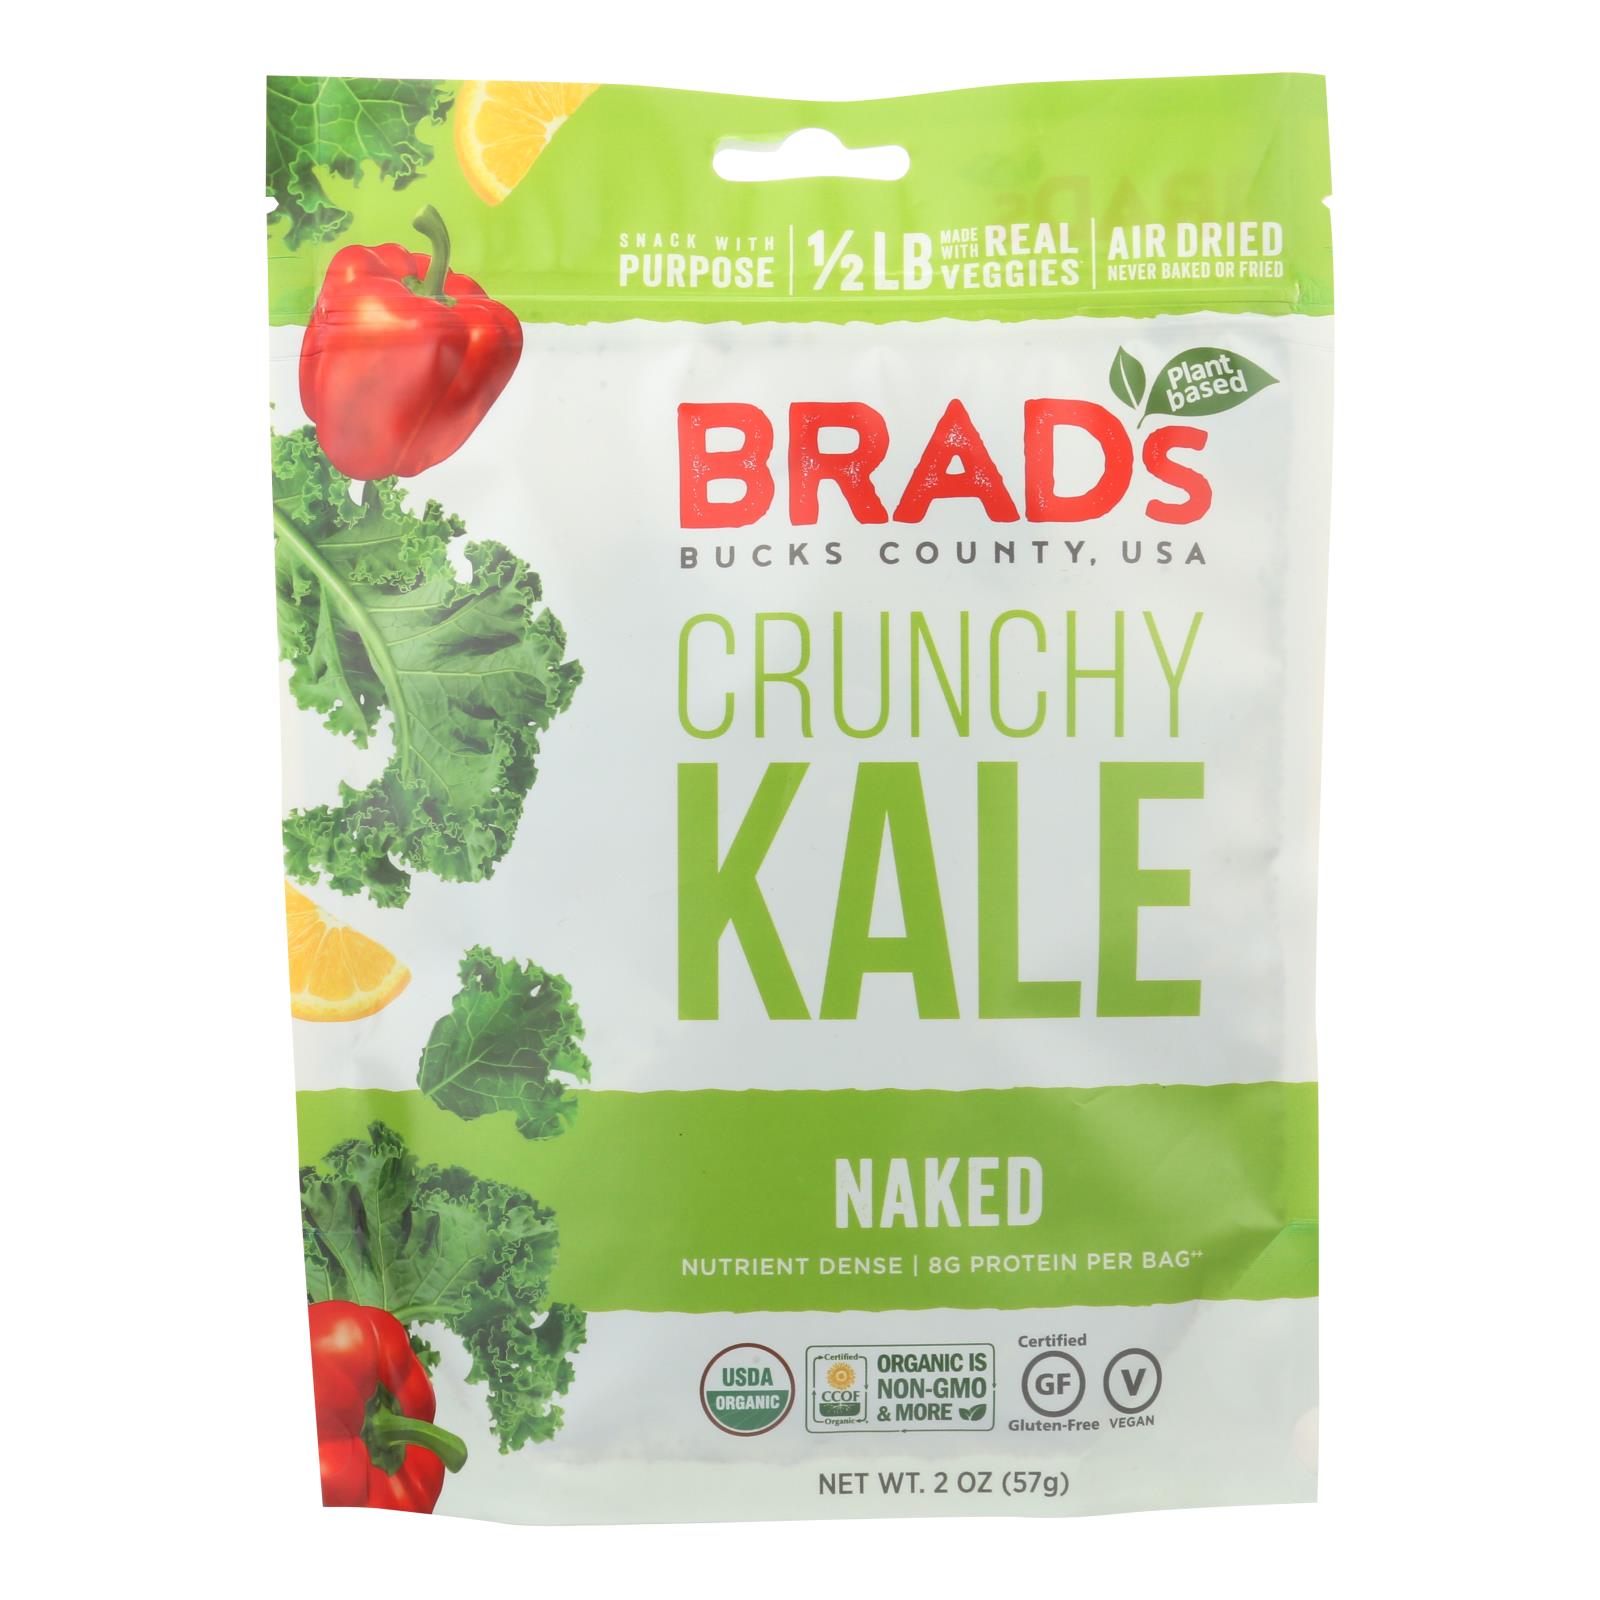 SNACK WITH
PURPOSE
½ LB
MADE
WITH
REAL
VEGGIES
AIR DRIED
NEVER BAKED OR FRIED
Plant
based
BRADs
BUCKS COUNTY, USA
CRUNCHY
KALE
NAKED
NUTRIENT DENSE | 8G PROTEIN PER BAG⁺⁺
USDA
ORGANIC
Certified
CCOF
Organic
ORGANIC IS
NON-GMO
& MORE
Certified
GF
Gluten-Free
V
VEGAN
NET WT. 2 OZ (57g)